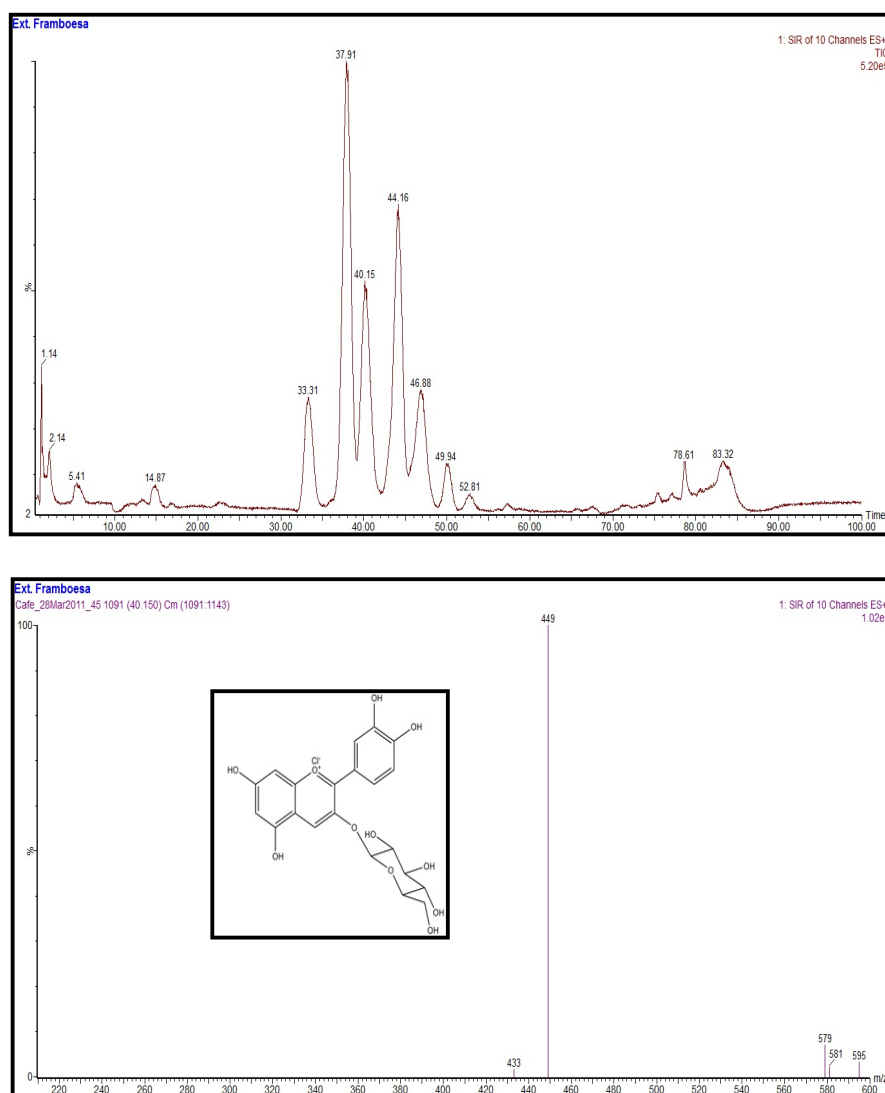 Ext. Framboesa
1: SIR of 10 Channels ES+
TIC
5.20e5
37.91
44.16
40.15
1.14
46.88
33.31
2.14
49.94
78.61
83.32
5.41
14.87
52.81
%
2
Time
10.00 20.00 30.00 40.00 50.00 60.00 70.00 80.00 90.00 100.00
Ext. Framboesa
Cafe_28Mar2011_45 1091 (40.150) Cm (1091:1143)
1: SIR of 10 Channels ES+
449
100
OH
HO
OH
Cl-
O+
HO
OH
O
HO
OH
O
OH
OH
%
579
581
433
595
0
m/z
220 240 260 280 300 320 340 360 380 400 420 440 460 480 500 520 540 560 580 600